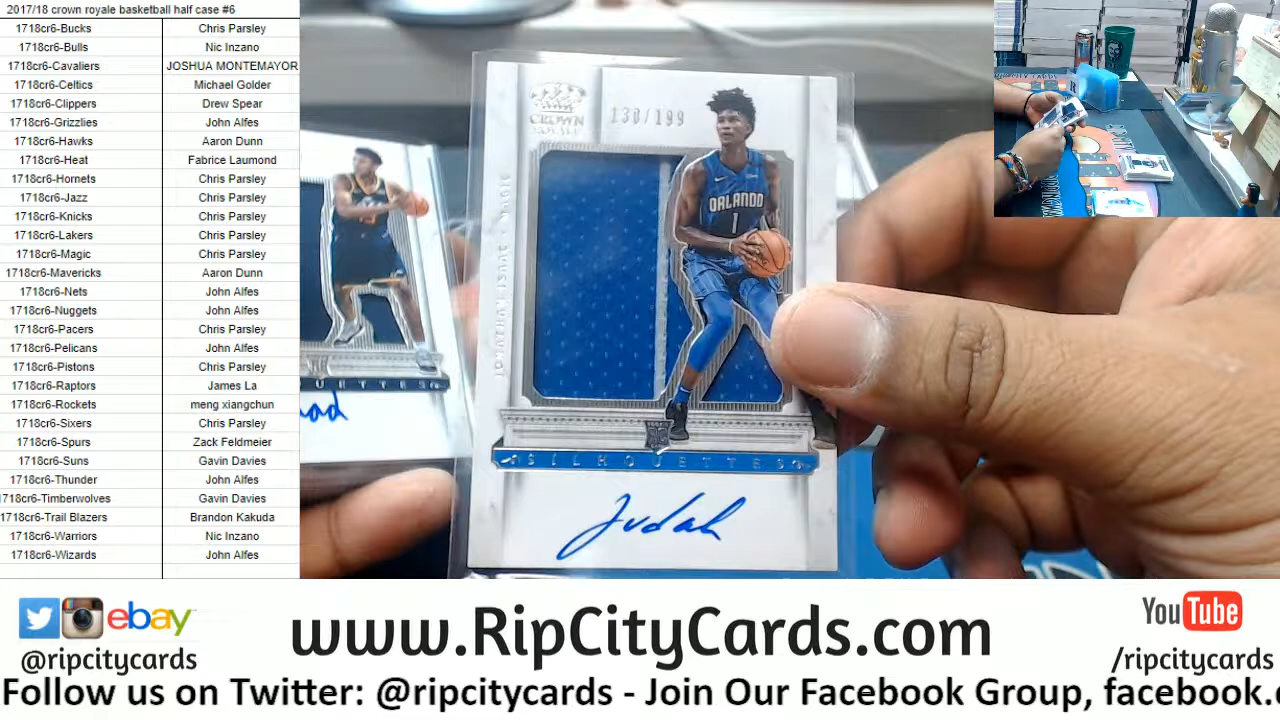 2017/18 crown royale basketball half case #6
1718cr6-Bucks Chris Parsley
1718cr6-Bulls Nic Inzano
1718cr6-Cavaliers JOSHUA MONTEMAYOR
1718cr6-Celtics Michael Golder
1718cr6-Clippers Drew Spear
1718cr6-Grizzlies John Alfes
1718cr6-Hawks Aaron Dunn
1718cr6-Heat Fabrice Laumond
1718cr6-Hornets Chris Parsley
1718cr6-Jazz Chris Parsley
1718cr6-Knicks Chris Parsley
1718cr6-Lakers Chris Parsley
1718cr6-Magic Chris Parsley
1718cr6-Mavericks Aaron Dunn
1718cr6-Nets John Alfes
1718cr6-Nuggets John Alfes
1718cr6-Pacers Chris Parsley
1718cr6-Pelicans John Alfes
1718cr6-Pistons Chris Parsley
1718cr6-Raptors James La
1718cr6-Rockets meng xiangchun
1718cr6-Sixers Chris Parsley
1718cr6-Spurs Zack Feldmeier
1718cr6-Suns Gavin Davies
1718cr6-Thunder John Alfes
1718cr6-Timberwolves Gavin Davies
1718cr6-Trail Blazers Brandon Kakuda
1718cr6-Warriors Nic Inzano
1718cr6-Wizards John Alfes
CROWN
ROYALE
130/199
ORLANDO
1
SILHOUETTES
Judah
ebay
@ripcitycards
www.RipCityCards.com
YouTube
/ripcitycards
Follow us on Twitter: @ripcitycards - Join Our Facebook Group, facebook.c